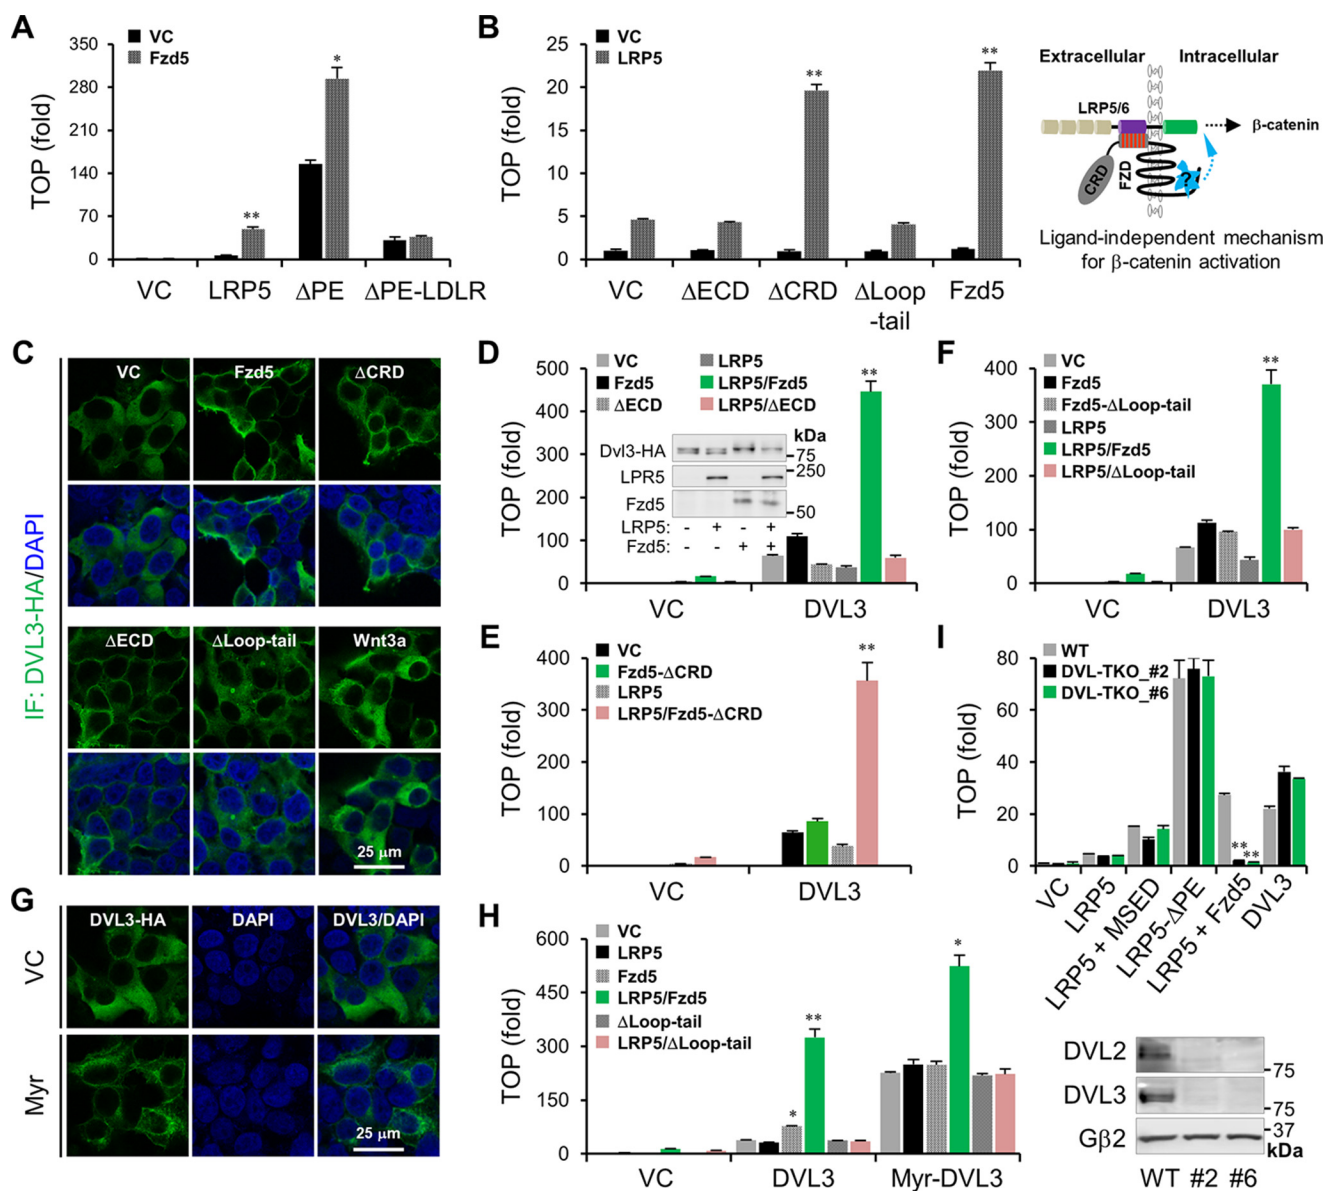 A
VC
Fzd5
TOP (fold)
350
280
210
140
70
0
*
**
VC
LRP5
ΔPE
ΔPE-LDLR
B
VC
LRP5
TOP (fold)
25
20
15
10
5
0
**
**
VC
ΔECD
ΔCRD
ΔLoop
-tail
Fzd5
Extracellular
Intracellular
LRP5/6
β-catenin
CRD
FZD
?
Ligand-independent mechanism
for β-catenin activation
C
IF: DVL3-HA/DAPI
VC
Fzd5
ΔCRD
ΔECD
ΔLoop-tail
Wnt3a
25 μm
D
VC
Fzd5
ΔECD
LRP5
LRP5/Fzd5
LRP5/ΔECD
TOP (fold)
500
400
300
200
100
0
**
kDa
Dvl3-HA
75
LPR5
250
Fzd5
50
LRP5: - + - +
Fzd5: - - + +
VC
DVL3
F
VC
Fzd5
Fzd5-ΔLoop-tail
LRP5
LRP5/Fzd5
LRP5/ΔLoop-tail
TOP (fold)
400
300
200
100
0
**
VC
DVL3
E
VC
Fzd5-ΔCRD
LRP5
LRP5/Fzd5-ΔCRD
TOP (fold)
400
300
200
100
0
**
VC
DVL3
I
WT
DVL-TKO_#2
DVL-TKO_#6
TOP (fold)
80
60
40
20
0
**
**
VC
LRP5
LRP5 + MSED
LRP5-ΔPE
LRP5 + Fzd5
DVL3
DVL2
75
DVL3
75
Gβ2
37
kDa
WT #2 #6
G
DVL3-HA
DAPI
DVL3/DAPI
VC
Myr
25 μm
H
VC
LRP5
Fzd5
LRP5/Fzd5
ΔLoop-tail
LRP5/ΔLoop-tail
TOP (fold)
600
450
300
150
0
*
**
*
VC
DVL3
Myr-DVL3